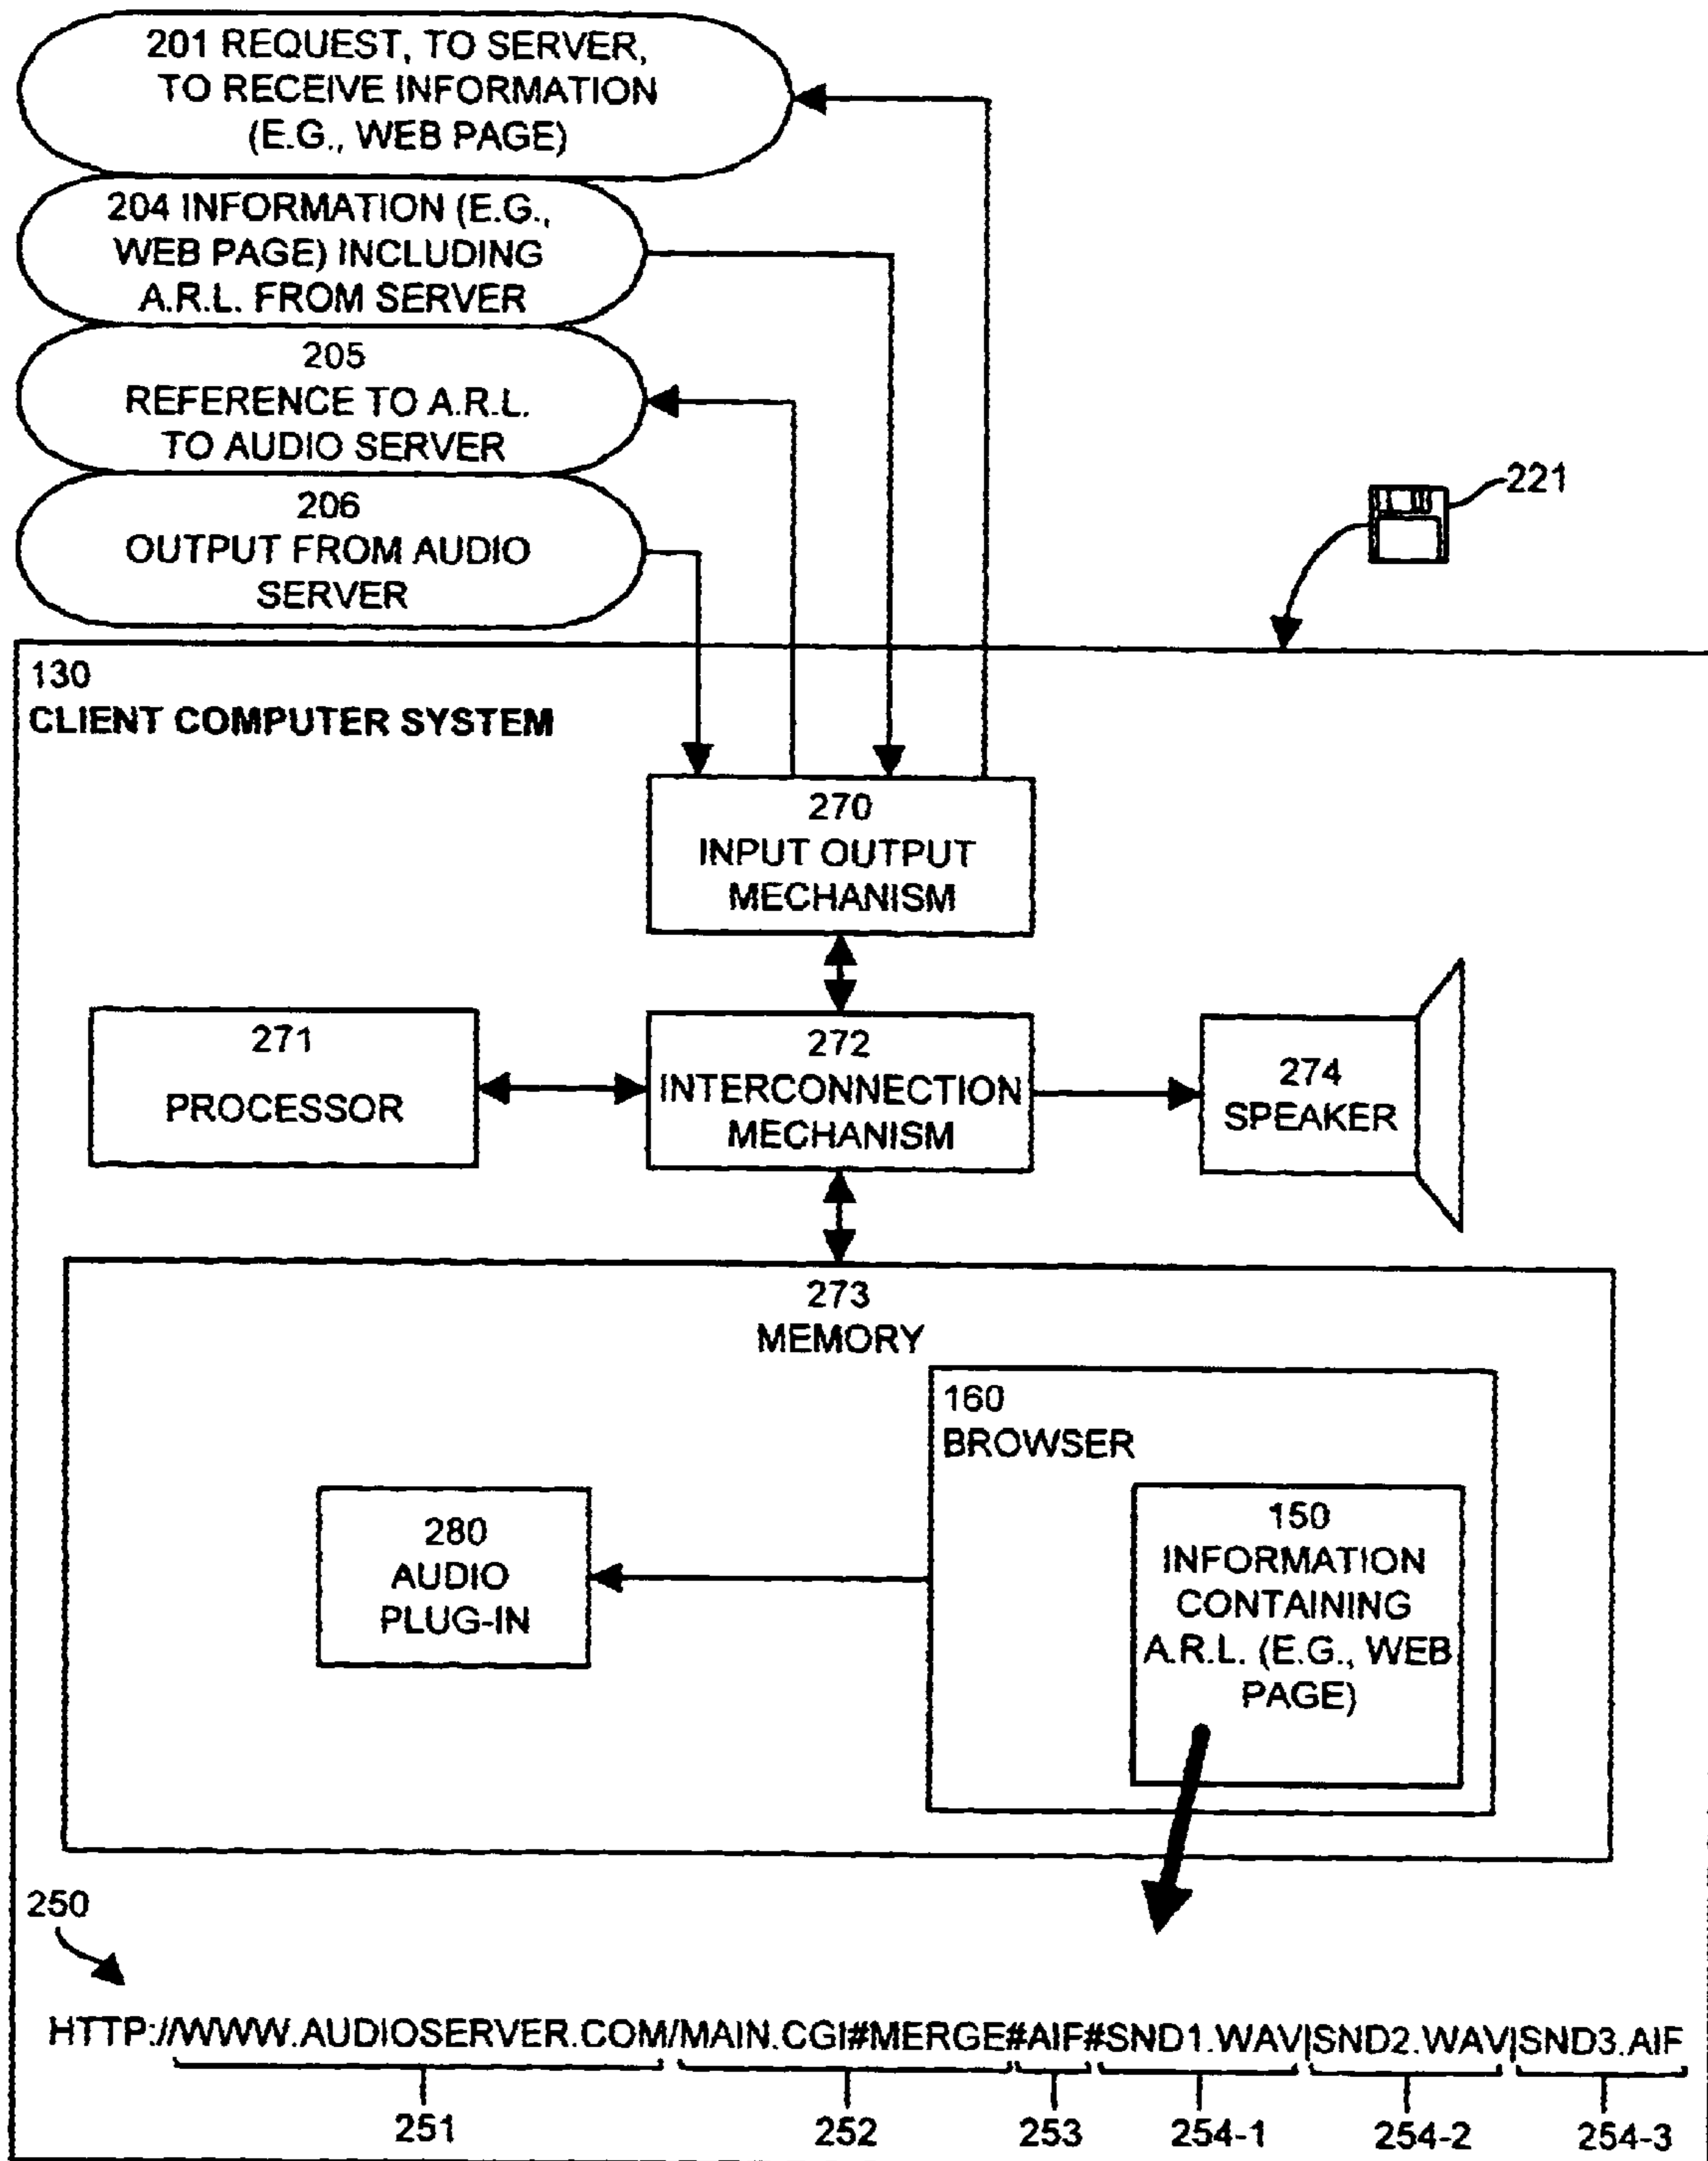 201 REQUEST, TO SERVER,
TO RECEIVE INFORMATION
(E.G., WEB PAGE)
204 INFORMATION (E.G.,
WEB PAGE) INCLUDING
A.R.L. FROM SERVER
205
REFERENCE TO A.R.L.
TO AUDIO SERVER
206
OUTPUT FROM AUDIO
SERVER
221
130
CLIENT COMPUTER SYSTEM
270
INPUT OUTPUT
MECHANISM
271
PROCESSOR
272
INTERCONNECTION
MECHANISM
274
SPEAKER
273
MEMORY
160
BROWSER
280
AUDIO
PLUG-IN
150
INFORMATION
CONTAINING
A.R.L. (E.G., WEB
PAGE)
250
HTTP://WWW.AUDIOSERVER.COM/MAIN.CGI#MERGE#AIF#SND1.WAV|SND2.WAV|SND3.AIF
251 252 253 254-1 254-2 254-3